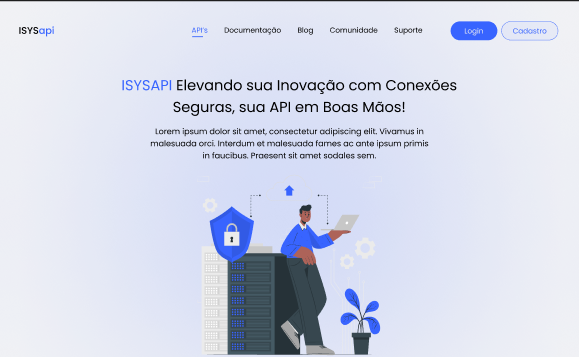 ISYSapi
API's Documentação Blog Comunidade Suporte Login Cadastro
ISYSAPI Elevando sua Inovação com Conexões
Seguras, sua API em Boas Mãos!
Lorem ipsum dolor sit amet, consectetur adipiscing elit. Vivamus in
malesuada orci. Interdum et malesuada fames ac ante ipsum primis
in faucibus. Praesent sit amet sodales sem.